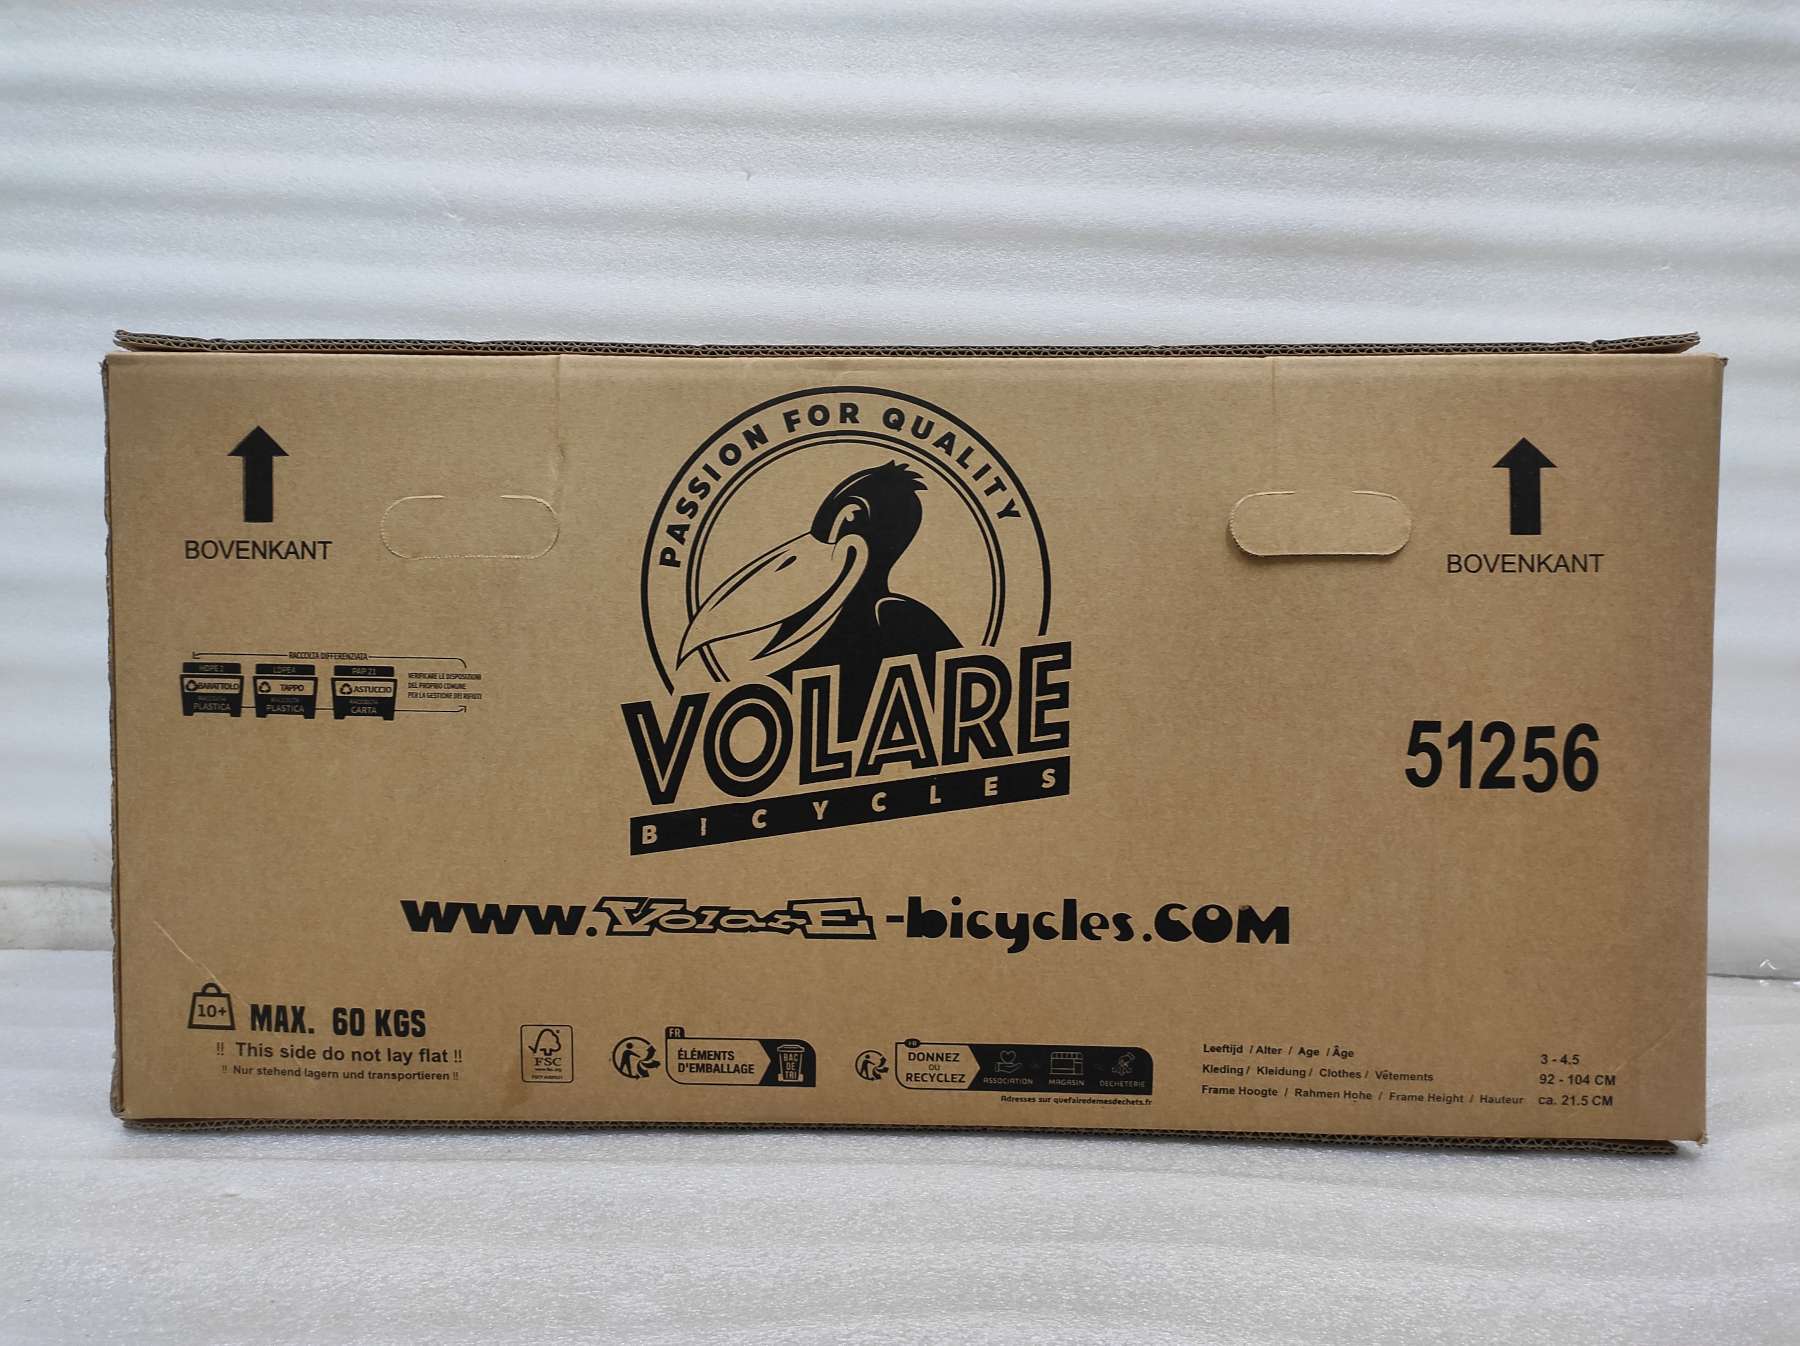 PASSION FOR QUALITY
BOVENKANT
BOVENKANT
RACCOLTA DIFFERENZIATA
HDPE 2
BARATTOLO
RACCOLTA
PLASTICA
LDPE4
TAPPO
RACCOLTA
PLASTICA
PAP 21
ASTUCCIO
RACCOLTA
CARTA
VERIFICARE LE DISPOSIZIONI
DEL PROPRIO COMUNE
PER LA GESTIONE DEI RIFIUTI
VOLARE
BICYCLES
51256
www.VolarE-bicycles.COM
10+
MAX. 60 KGS
!! This side do not lay flat !!
!! Nur stehend lagern und transportieren !!
FSC
FR
ÉLÉMENTS
D'EMBALLAGE
BAC
DE
TRI
FR
DONNEZ
OU
RECYCLEZ
ASSOCIATION
MAGASIN
DÉCHÈTERIE
Adresses sur quefairedemesdechets.fr
Leeftijd / Alter / Age / Âge 3 - 4.5
Kleding / Kleidung / Clothes / Vêtements 92 - 104 CM
Frame Hoogte / Rahmen Hohe / Frame Height / Hauteur ca. 21.5 CM